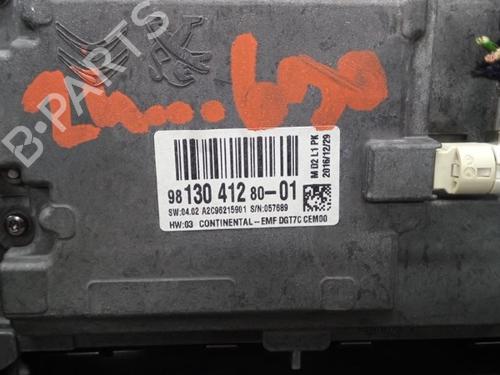 B-PARTS
98 130 412 80-01
SW:04.02 A2C96215901 S/N:057689
HW:03 CONTINENTAL-EMF DGT7C CEM00
M D2 L1 PK
2016/12/29